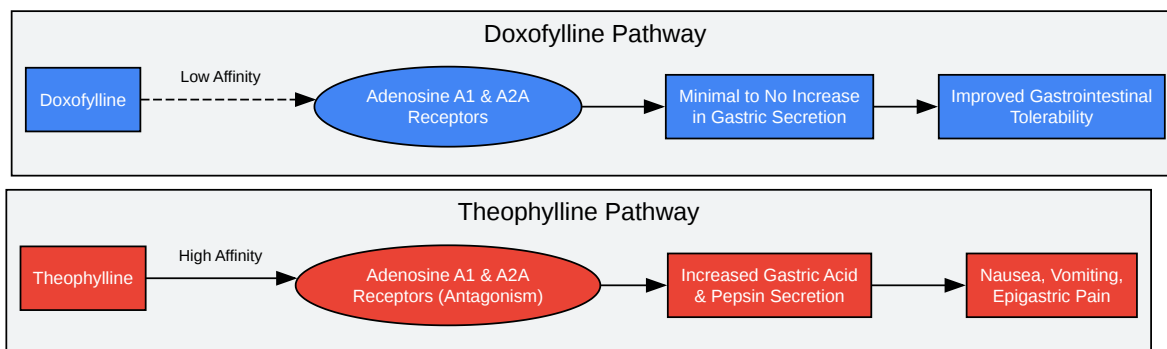 Doxofylline Pathway
Doxofylline
Low Affinity
Adenosine A1 & A2A
Receptors
Minimal to No Increase
in Gastric Secretion
Improved Gastrointestinal
Tolerability
Theophylline Pathway
Theophylline
High Affinity
Adenosine A1 & A2A
Receptors (Antagonism)
Increased Gastric Acid
& Pepsin Secretion
Nausea, Vomiting,
Epigastric Pain